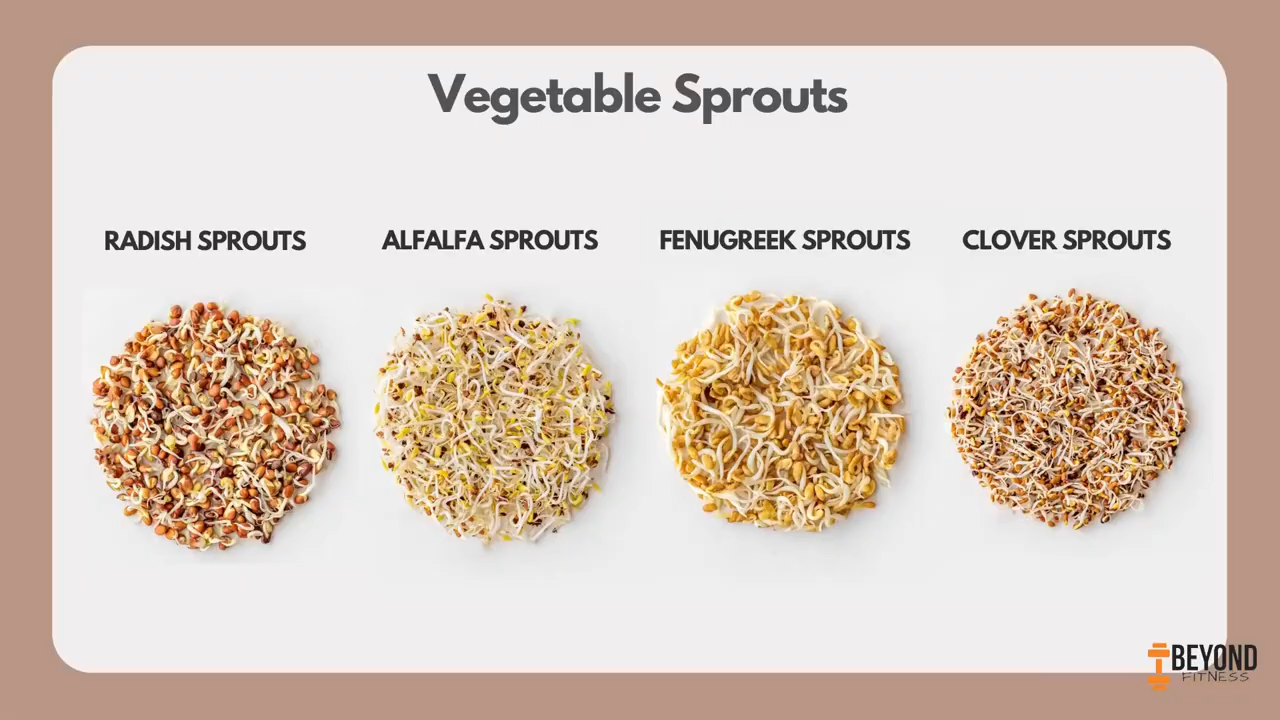 Vegetable Sprouts
RADISH SPROUTS
ALFALFA SPROUTS
FENUGREEK SPROUTS
CLOVER SPROUTS
BEYOND
FITNESS